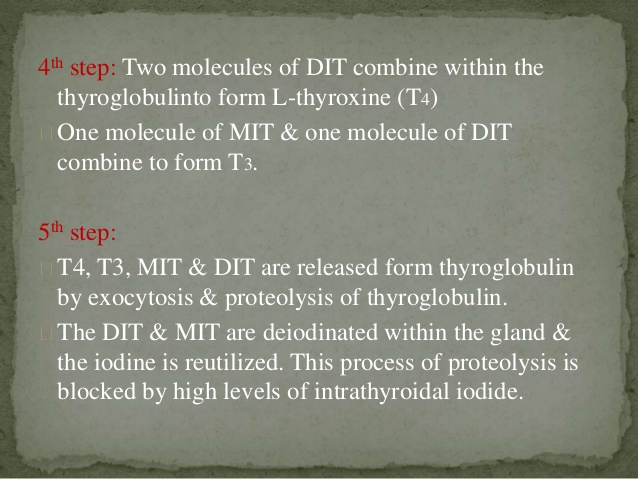 4th step: Two molecules of DIT combine within the
thyroglobulinto form L-thyroxine (T4)
One molecule of MIT & one molecule of DIT
combine to form T3.
5th step:
T4, T3, MIT & DIT are released form thyroglobulin
by exocytosis & proteolysis of thyroglobulin.
The DIT & MIT are deiodinated within the gland &
the iodine is reutilized. This process of proteolysis is
blocked by high levels of intrathyroidal iodide.